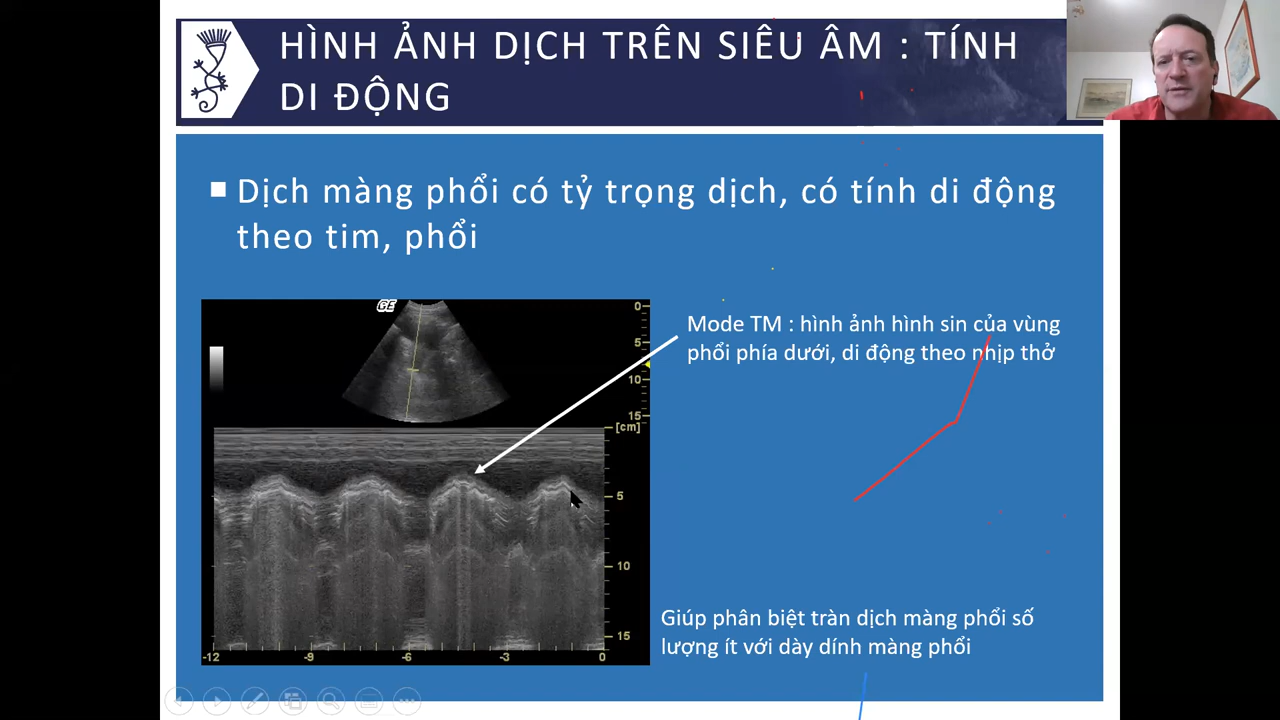 HÌNH ẢNH DỊCH TRÊN SIÊU ÂM : TÍNH
DI ĐỘNG
Dịch màng phổi có tỷ trọng dịch, có tính di động
theo tim, phổi
GE
0
5
10
15
[cm]
5
10
15
-12 -9 -6 -3 0
Mode TM : hình ảnh hình sin của vùng
phổi phía dưới, di động theo nhịp thở
Giúp phân biệt tràn dịch màng phổi số
lượng ít với dày dính màng phổi